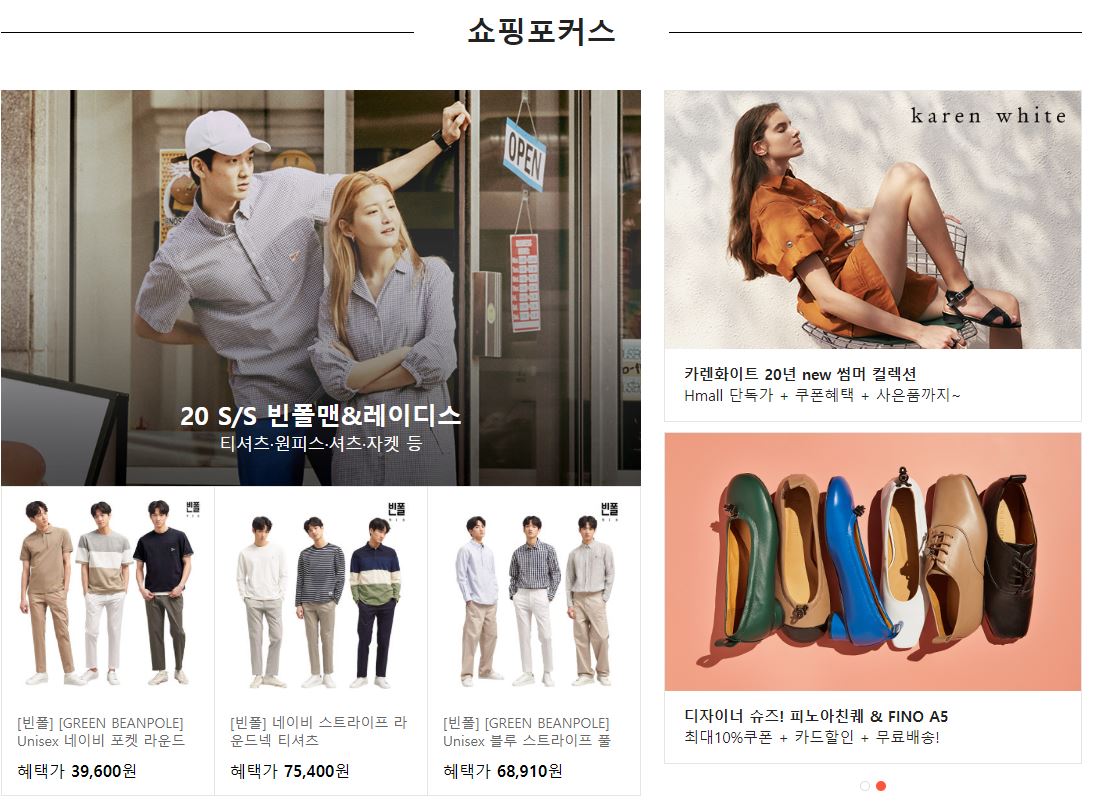 쇼핑포커스
OPEN
20 S/S 빈폴맨&레이디스
티셔츠·원피스·셔츠·자켓 등
빈폴
[빈폴] [GREEN BEANPOLE]
Unisex 네이비 포켓 라운드
혜택가 39,600원
빈폴
[빈폴] 네이비 스트라이프 라
운드넥 티셔츠
혜택가 75,400원
빈폴
[빈폴] [GREEN BEANPOLE]
Unisex 블루 스트라이프 풀
혜택가 68,910원
karen white
카렌화이트 20년 new 썸머 컬렉션
Hmall 단독가 + 쿠폰혜택 + 사은품까지~
디자이너 슈즈! 피노아친퀘 & FINO A5
최대10%쿠폰 + 카드할인 + 무료배송!